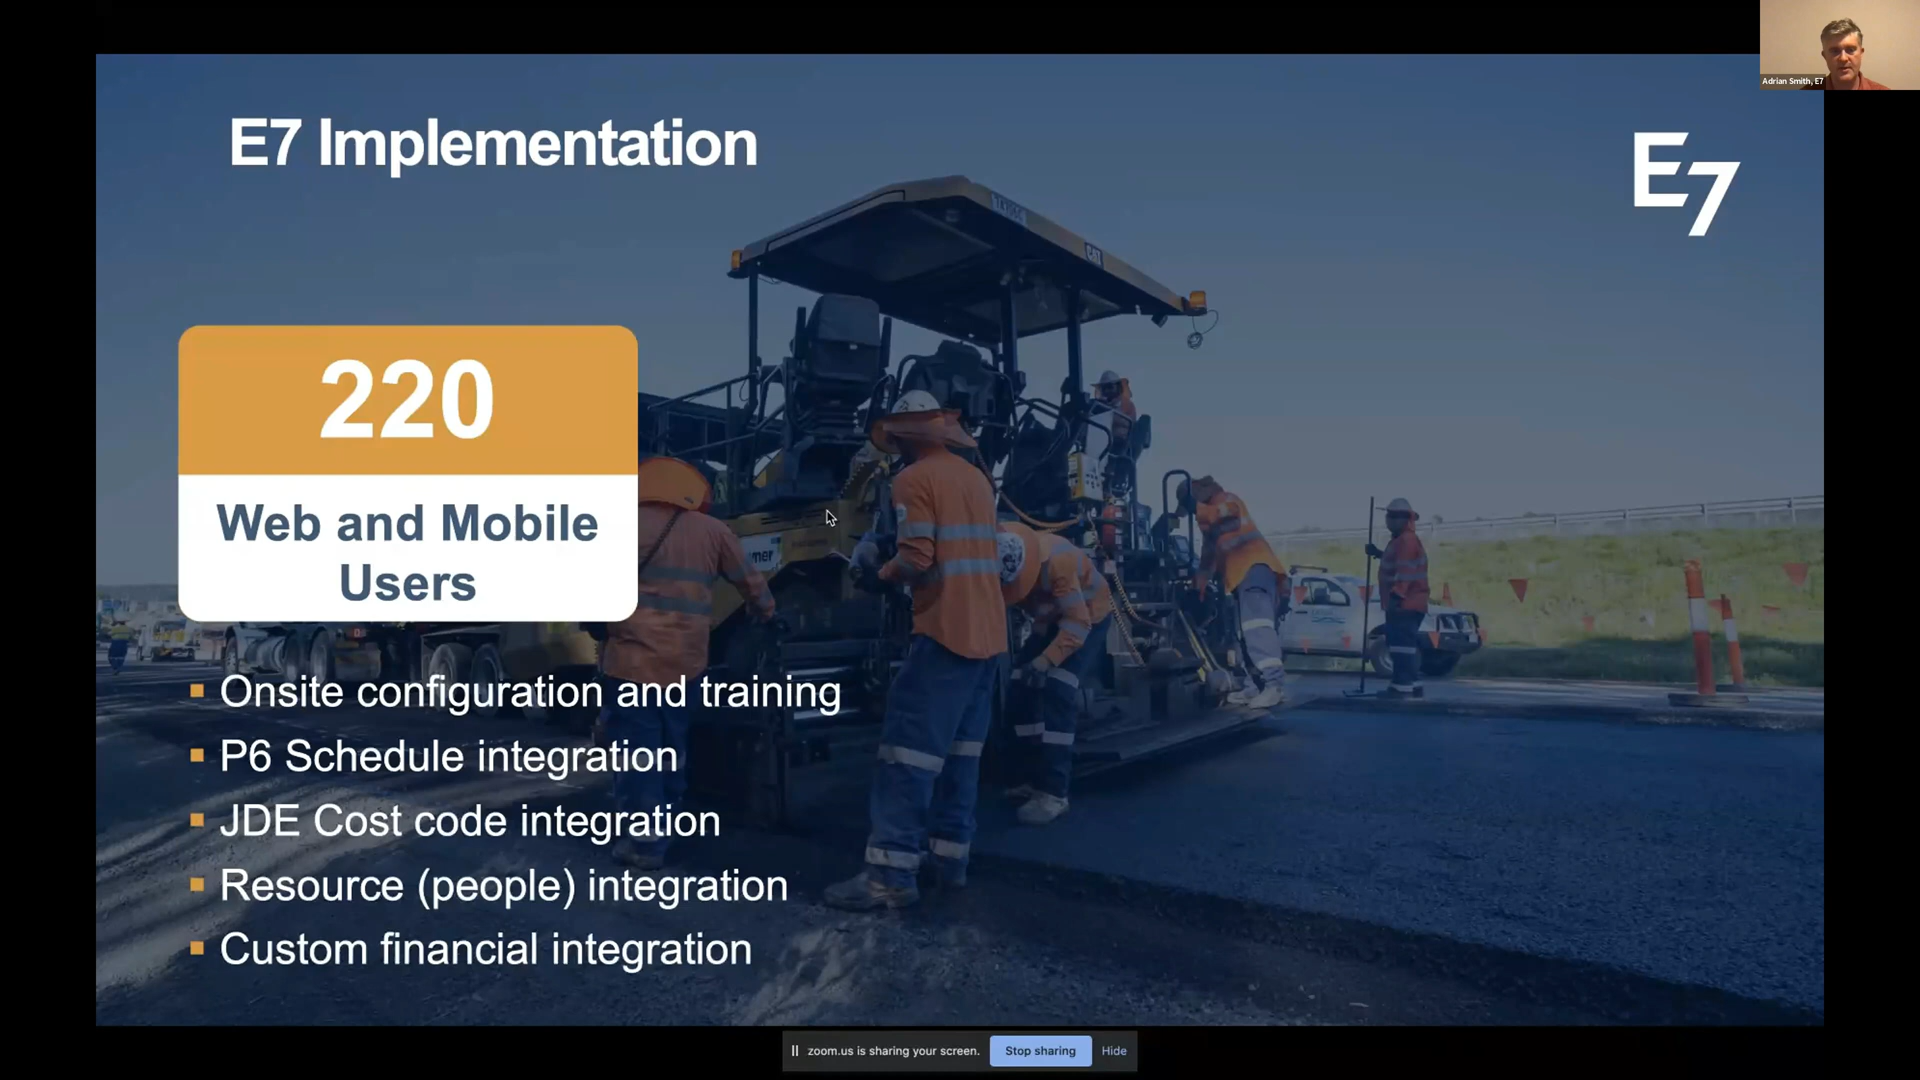 Adrian Smith, E7
E7 Implementation
E7
CAT
220
Web and Mobile
Users
Onsite configuration and training
P6 Schedule integration
JDE Cost code integration
Resource (people) integration
Custom financial integration
zoom.us is sharing your screen.
Stop sharing
Hide